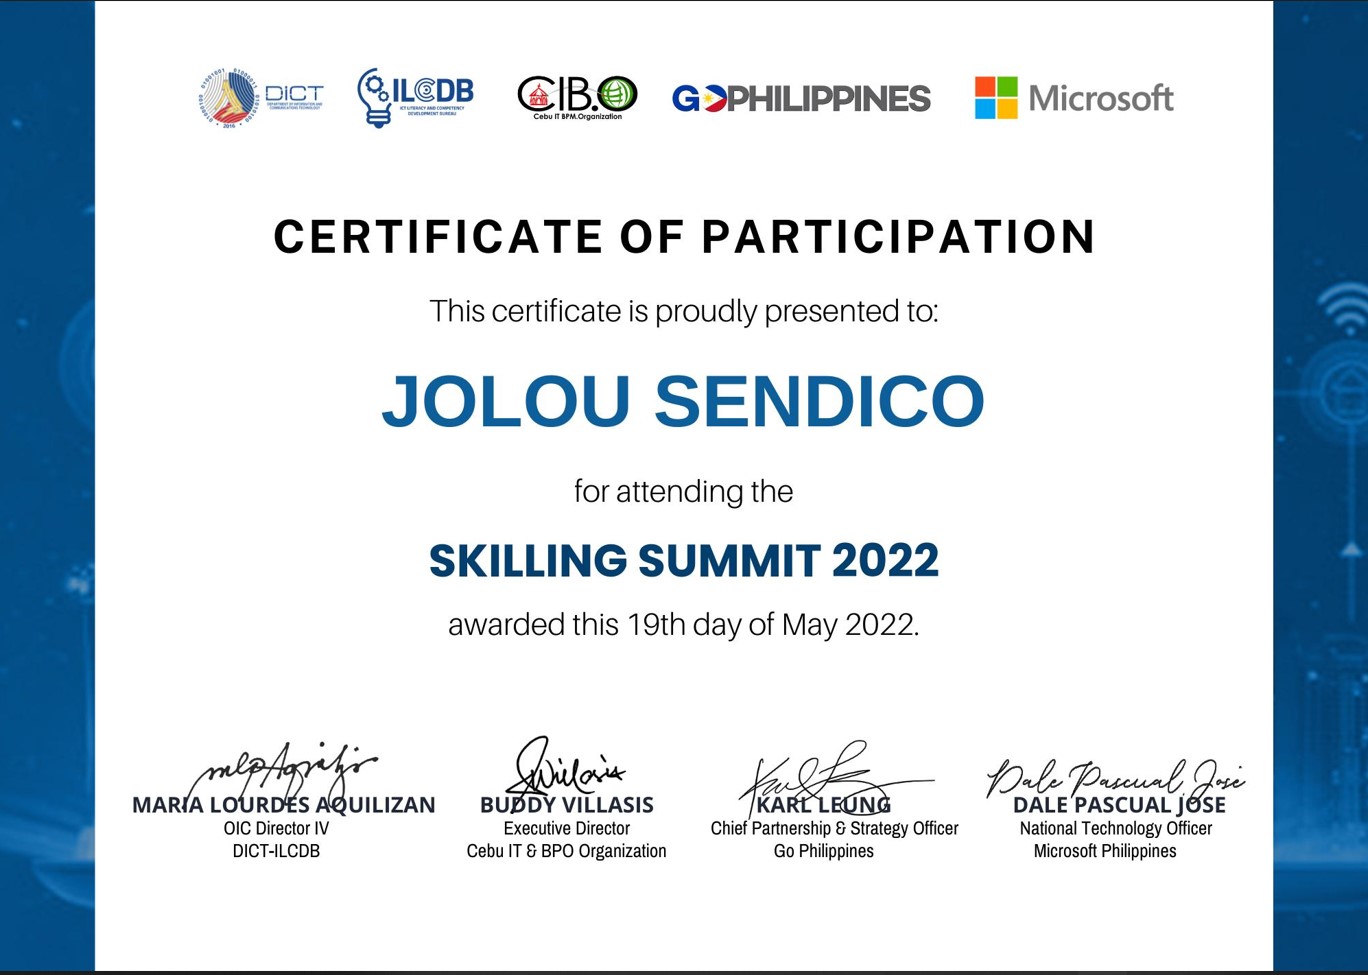 DICT
DEPARTMENT OF INFORMATION AND
COMMUNICATIONS TECHNOLOGY
2016
ILCDB
ICT LITERACY AND COMPETENCY
DEVELOPMENT BUREAU
CIB.O
Cebu IT BPM.Organization
GOPHILIPPINES
Microsoft
CERTIFICATE OF PARTICIPATION
This certificate is proudly presented to:
JOLOU SENDICO
for attending the
SKILLING SUMMIT 2022
awarded this 19th day of May 2022.
Dale Pascual Jose
MARIA LOURDES AQUILIZAN
OIC Director IV
DICT-ILCDB
BUDDY VILLASIS
Executive Director
Cebu IT & BPO Organization
KARL LEUNG
Chief Partnership & Strategy Officer
Go Philippines
DALE PASCUAL JOSE
National Technology Officer
Microsoft Philippines